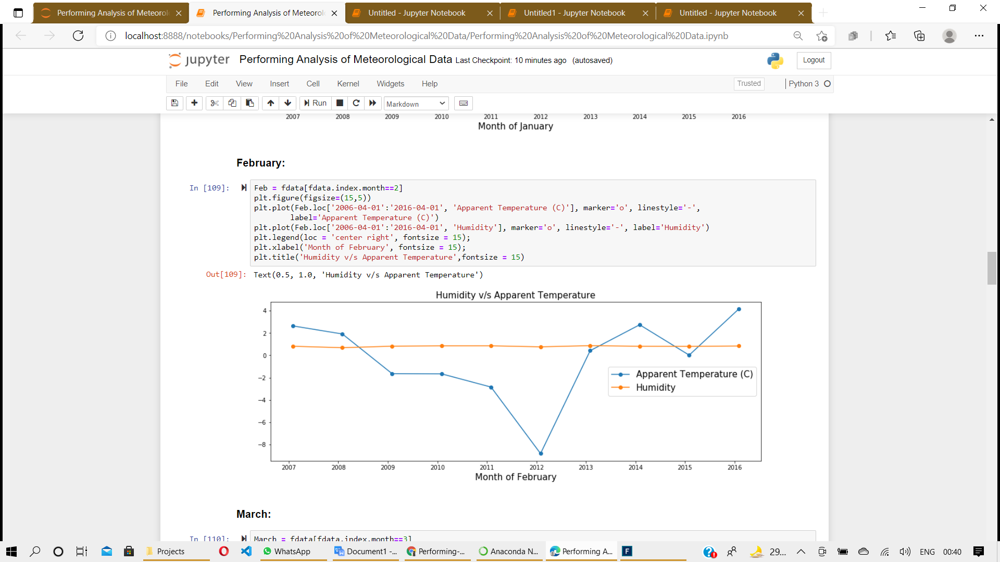 Performing Analysis of Meteorol
Performing Analysis of Meteorol
Untitled - Jupyter Notebook
Untitled1 - Jupyter Notebook
Untitled - Jupyter Notebook
localhost:8888/notebooks/Performing%20Analysis%20of%20Meteorological%20Data/Performing%20Analysis%20of%20Meteorological%20Data.ipynb
jupyter Performing Analysis of Meteorological Data Last Checkpoint: 10 minutes ago (autosaved)
Logout
File Edit View Insert Cell Kernel Widgets Help
Trusted
Python 3
Run
Markdown
2007 2008 2009 2010 2011 2012 2013 2014 2015 2016
Month of January
February:
In [109]:
Feb = fdata[fdata.index.month==2]
plt.figure(figsize=(15,5))
plt.plot(Feb.loc['2006-04-01':'2016-04-01', 'Apparent Temperature (C)'], marker='o', linestyle='-',
label='Apparent Temperature (C)')
plt.plot(Feb.loc['2006-04-01':'2016-04-01', 'Humidity'], marker='o', linestyle='-', label='Humidity')
plt.legend(loc = 'center right', fontsize = 15);
plt.xlabel('Month of February', fontsize = 15);
plt.title('Humidity v/s Apparent Temperature',fontsize = 15)
Out[109]: Text(0.5, 1.0, 'Humidity v/s Apparent Temperature')
Humidity v/s Apparent Temperature
4
2
0
−2
−4
−6
−8
Apparent Temperature (C)
Humidity
2007 2008 2009 2010 2011 2012 2013 2014 2015 2016
Month of February
March:
In [110]:
March = fdata[fdata.index.month==3]
Projects
WhatsApp
Document1 -...
Performing-...
Anaconda N...
Performing A...
F
29...
ENG
00:40